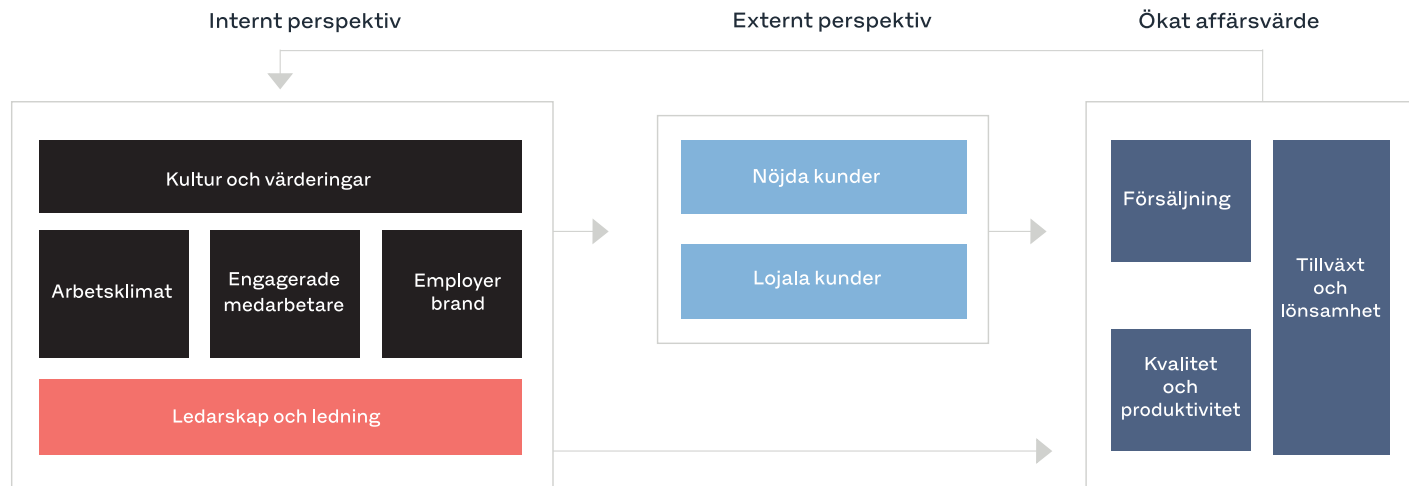 Internt perspektiv
Externt perspektiv
Ökat affärsvärde
Kultur och värderingar
Arbetsklimat
Engagerade
medarbetare
Employer
brand
Ledarskap och ledning
Nöjda kunder
Lojala kunder
Försäljning
Kvalitet
och
produktivitet
Tillväxt
och
lönsamhet